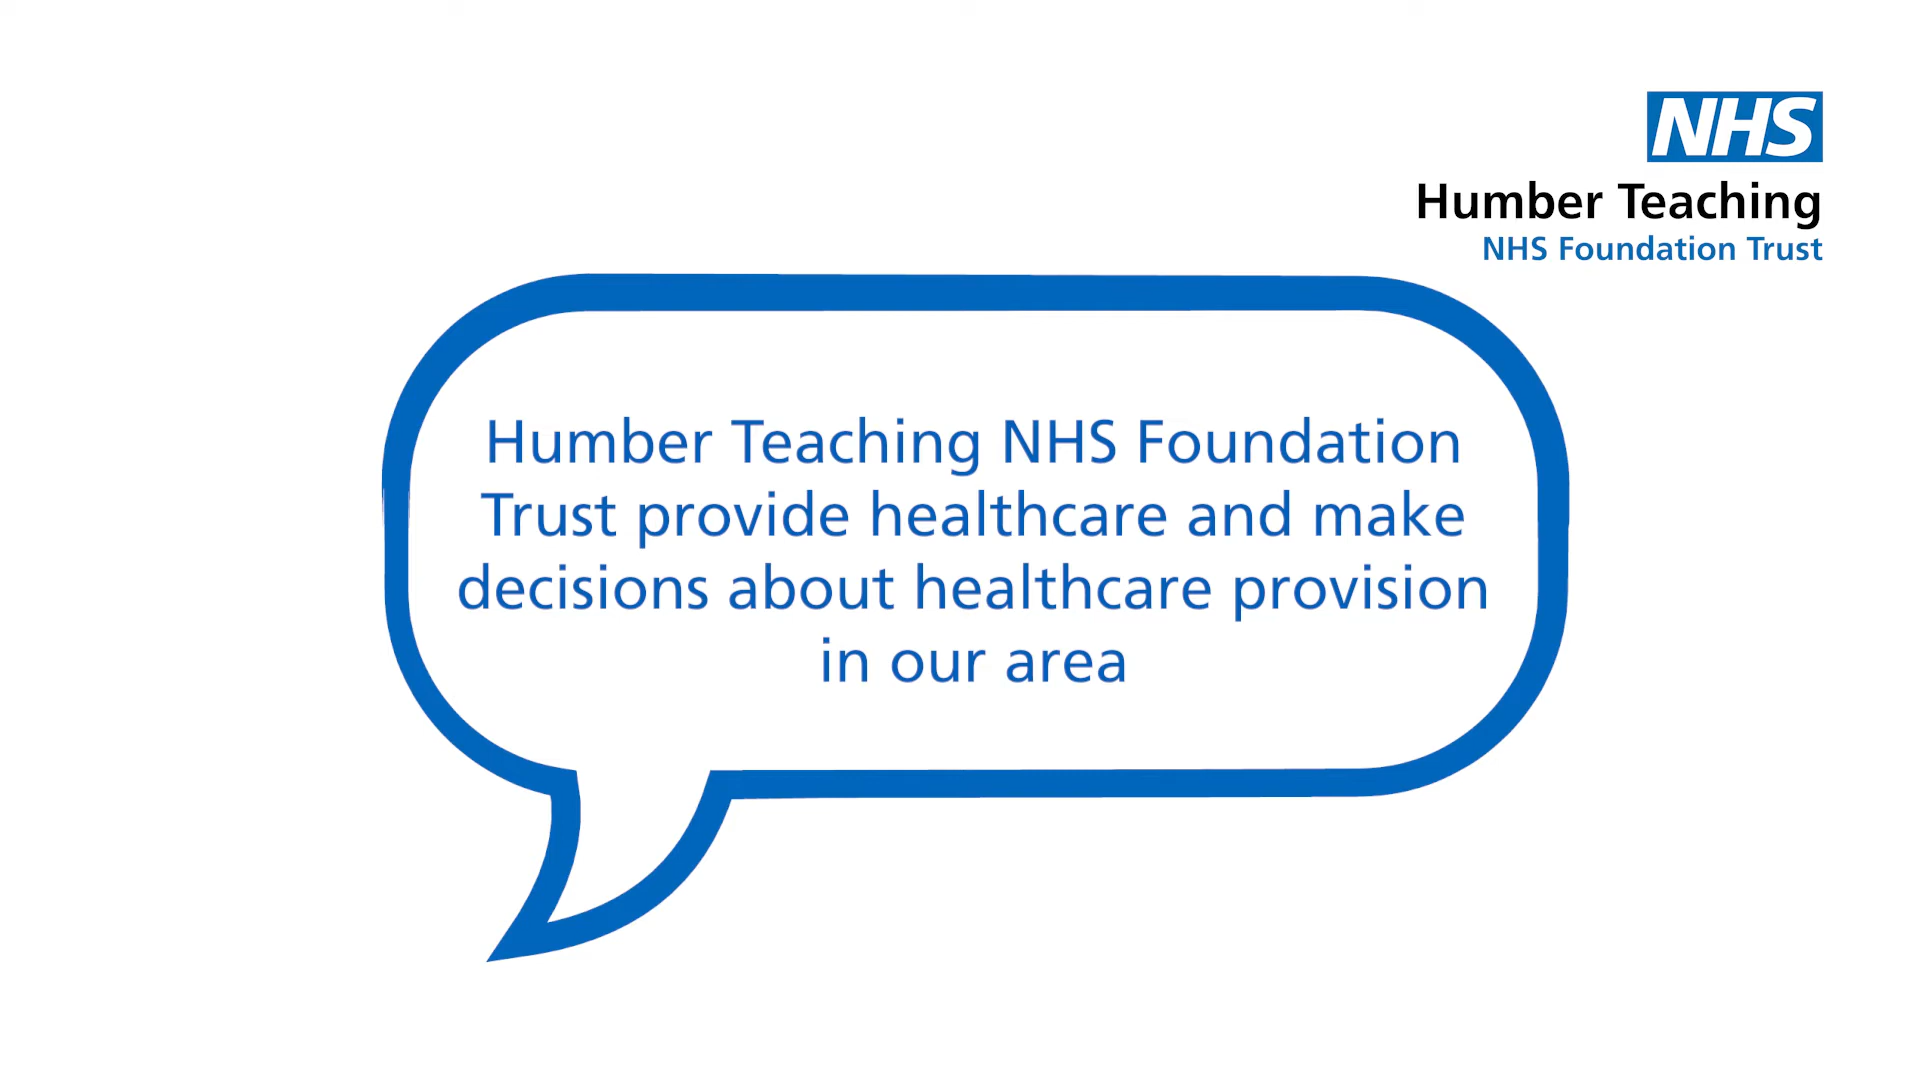 NHS
Humber Teaching
NHS Foundation Trust
Humber Teaching NHS Foundation
Trust provide healthcare and make
decisions about healthcare provision
in our area